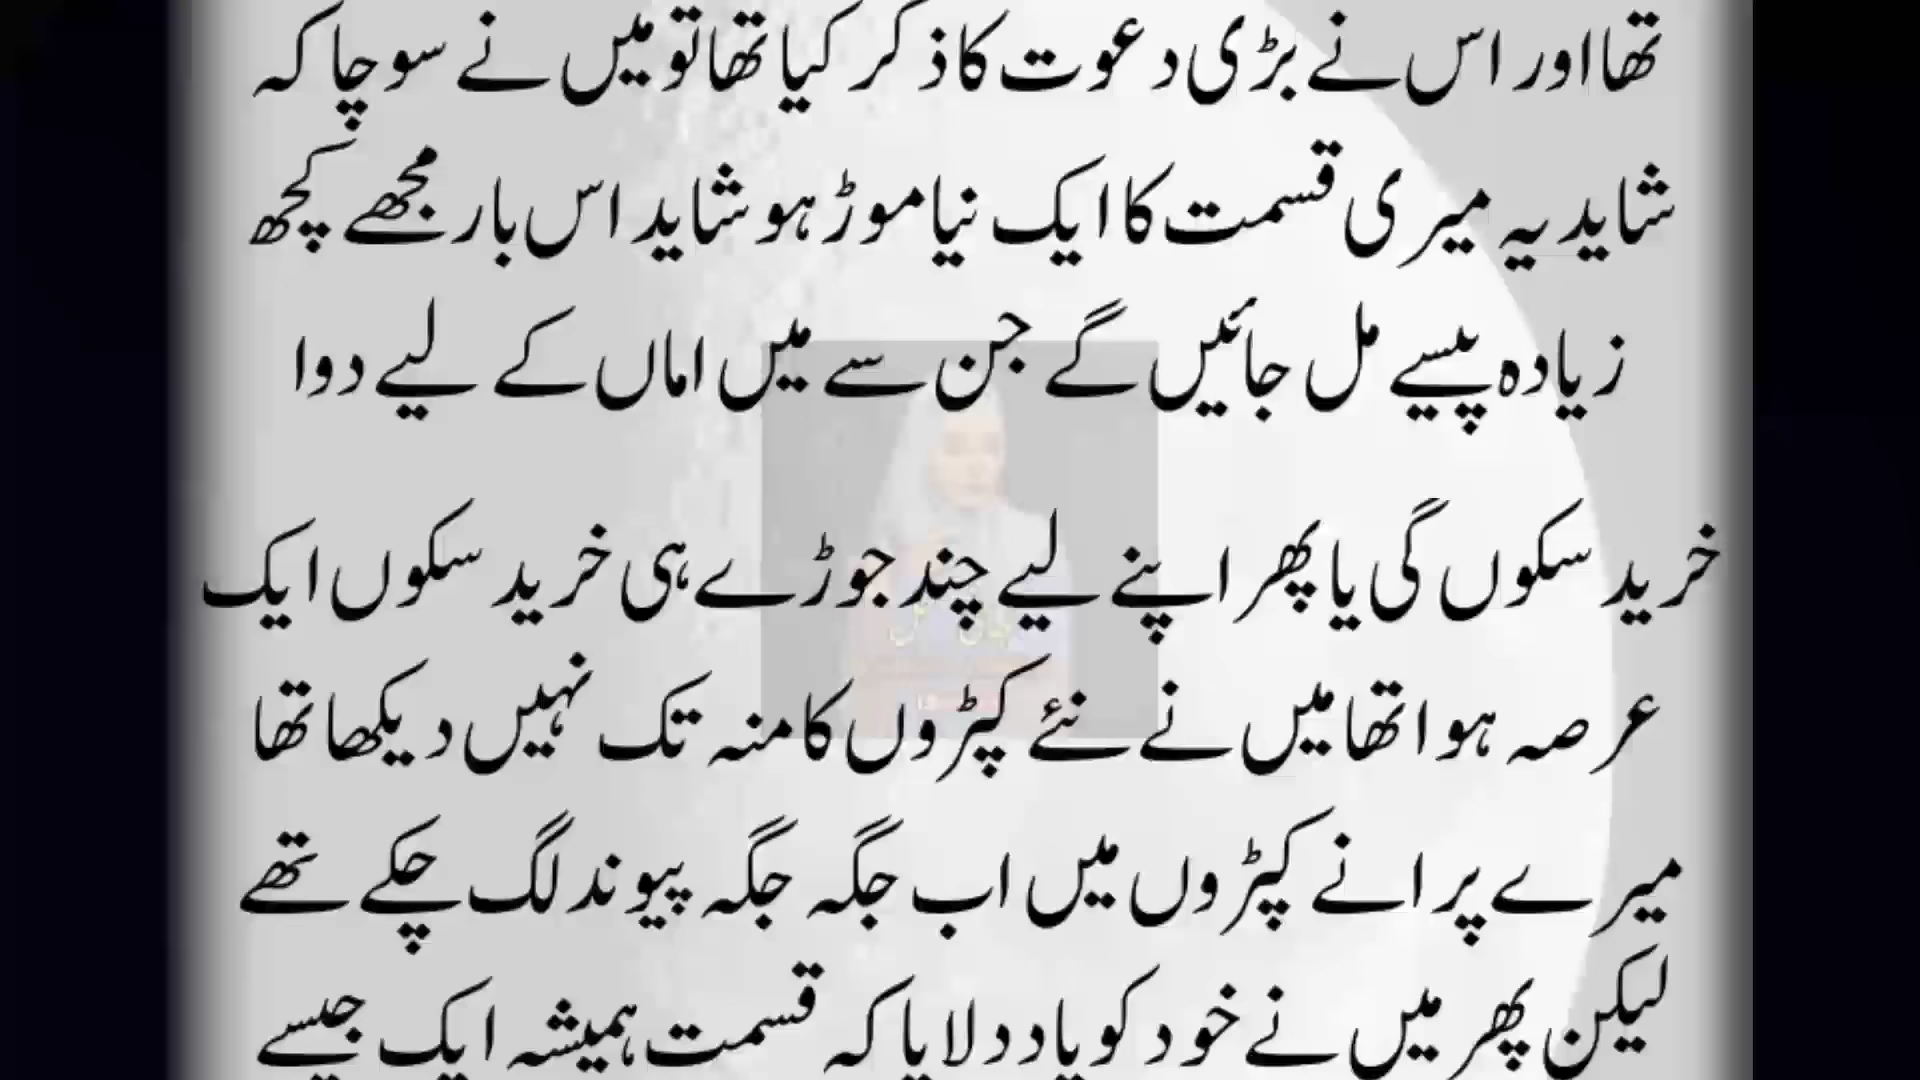 تھا اور اس نے بڑی دعوت کا ذکر کیا تھا تو میں نے سوچا کہ
شاید یہ میری قسمت کا ایک نیا موڑ ہو شاید اس بار مجھے کچھ
زیادہ پیسے مل جائیں گے جن سے میں اماں کے لیے دوا
خرید سکوں گی یا پھر اپنے لیے چند جوڑے ہی خرید سکوں ایک
عرصہ ہوا تھا میں نے نئے کپڑوں کا منہ تک نہیں دیکھا تھا
میرے پرانے کپڑوں میں اب جگہ جگہ پیوند لگ چکے تھے
لیکن پھر میں نے خود کو یاد دلایا کہ قسمت ہمیشہ ایک جیسے